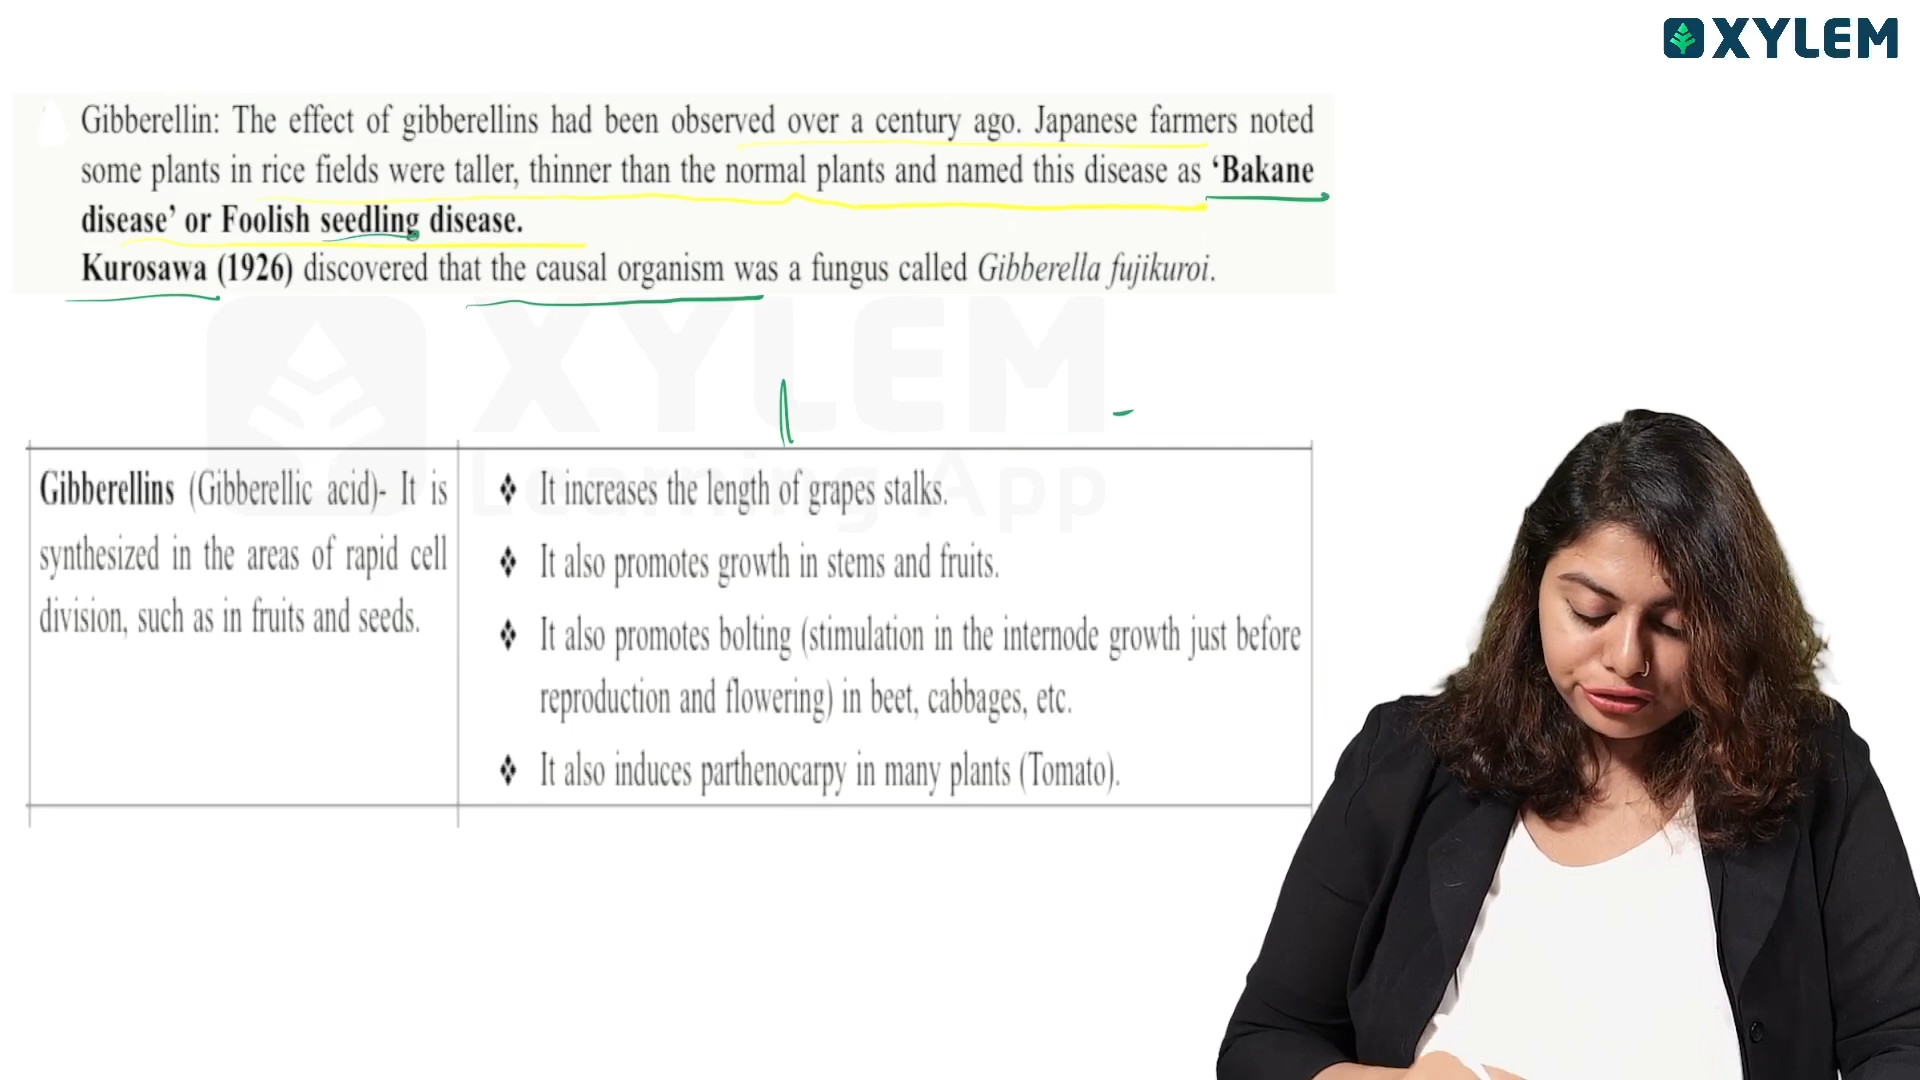 XYLEM
Gibberellin: The effect of gibberellins had been observed over a century ago. Japanese farmers noted
some plants in rice fields were taller, thinner than the normal plants and named this disease as ‘Bakane
disease’ or Foolish seedling disease.
Kurosawa (1926) discovered that the causal organism was a fungus called Gibberella fujikuroi.
XYLEM
Learning App
Gibberellins (Gibberellic acid)- It is
synthesized in the areas of rapid cell
division, such as in fruits and seeds.
❖ It increases the length of grapes stalks.
❖ It also promotes growth in stems and fruits.
❖ It also promotes bolting (stimulation in the internode growth just before
reproduction and flowering) in beet, cabbages, etc.
❖ It also induces parthenocarpy in many plants (Tomato).